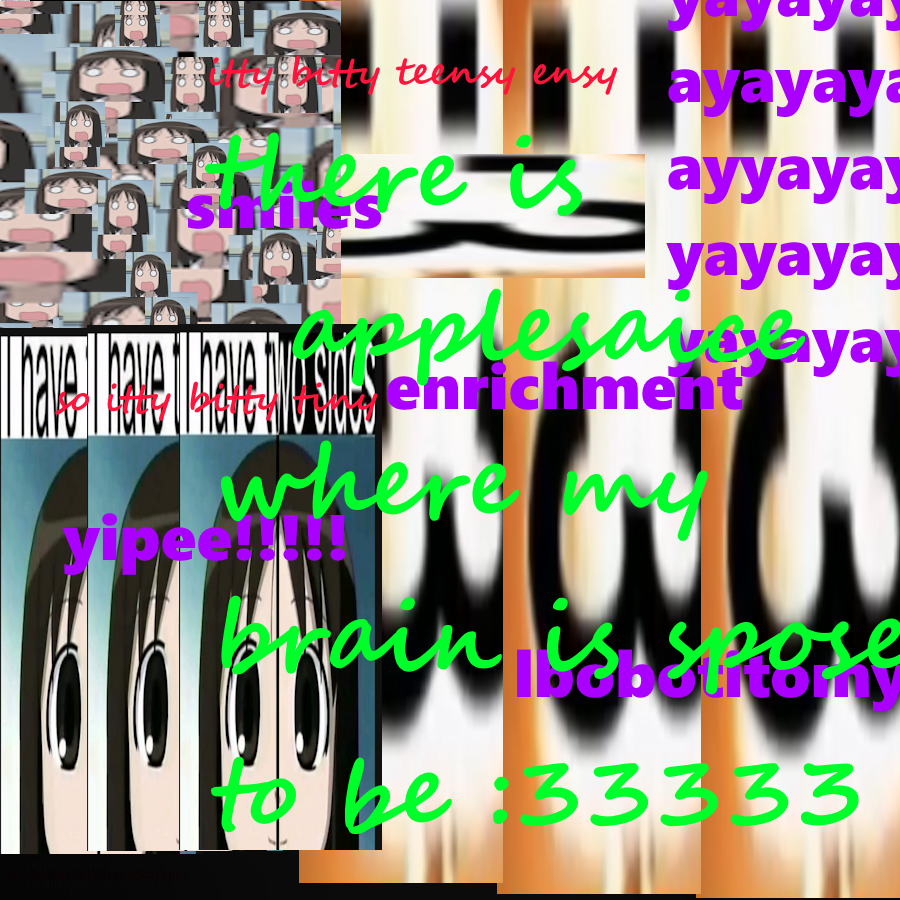 yayayay
itty bitty teensy ensy
ayayaya
there is
ayyayay
smiles
yayayay
applesaice
yayayay
enrichment
I have
I have t
I have two sides
so itty bitty tiny
where my
yipee!!!!!
brain is spose
lbobotitomy
to be :33333